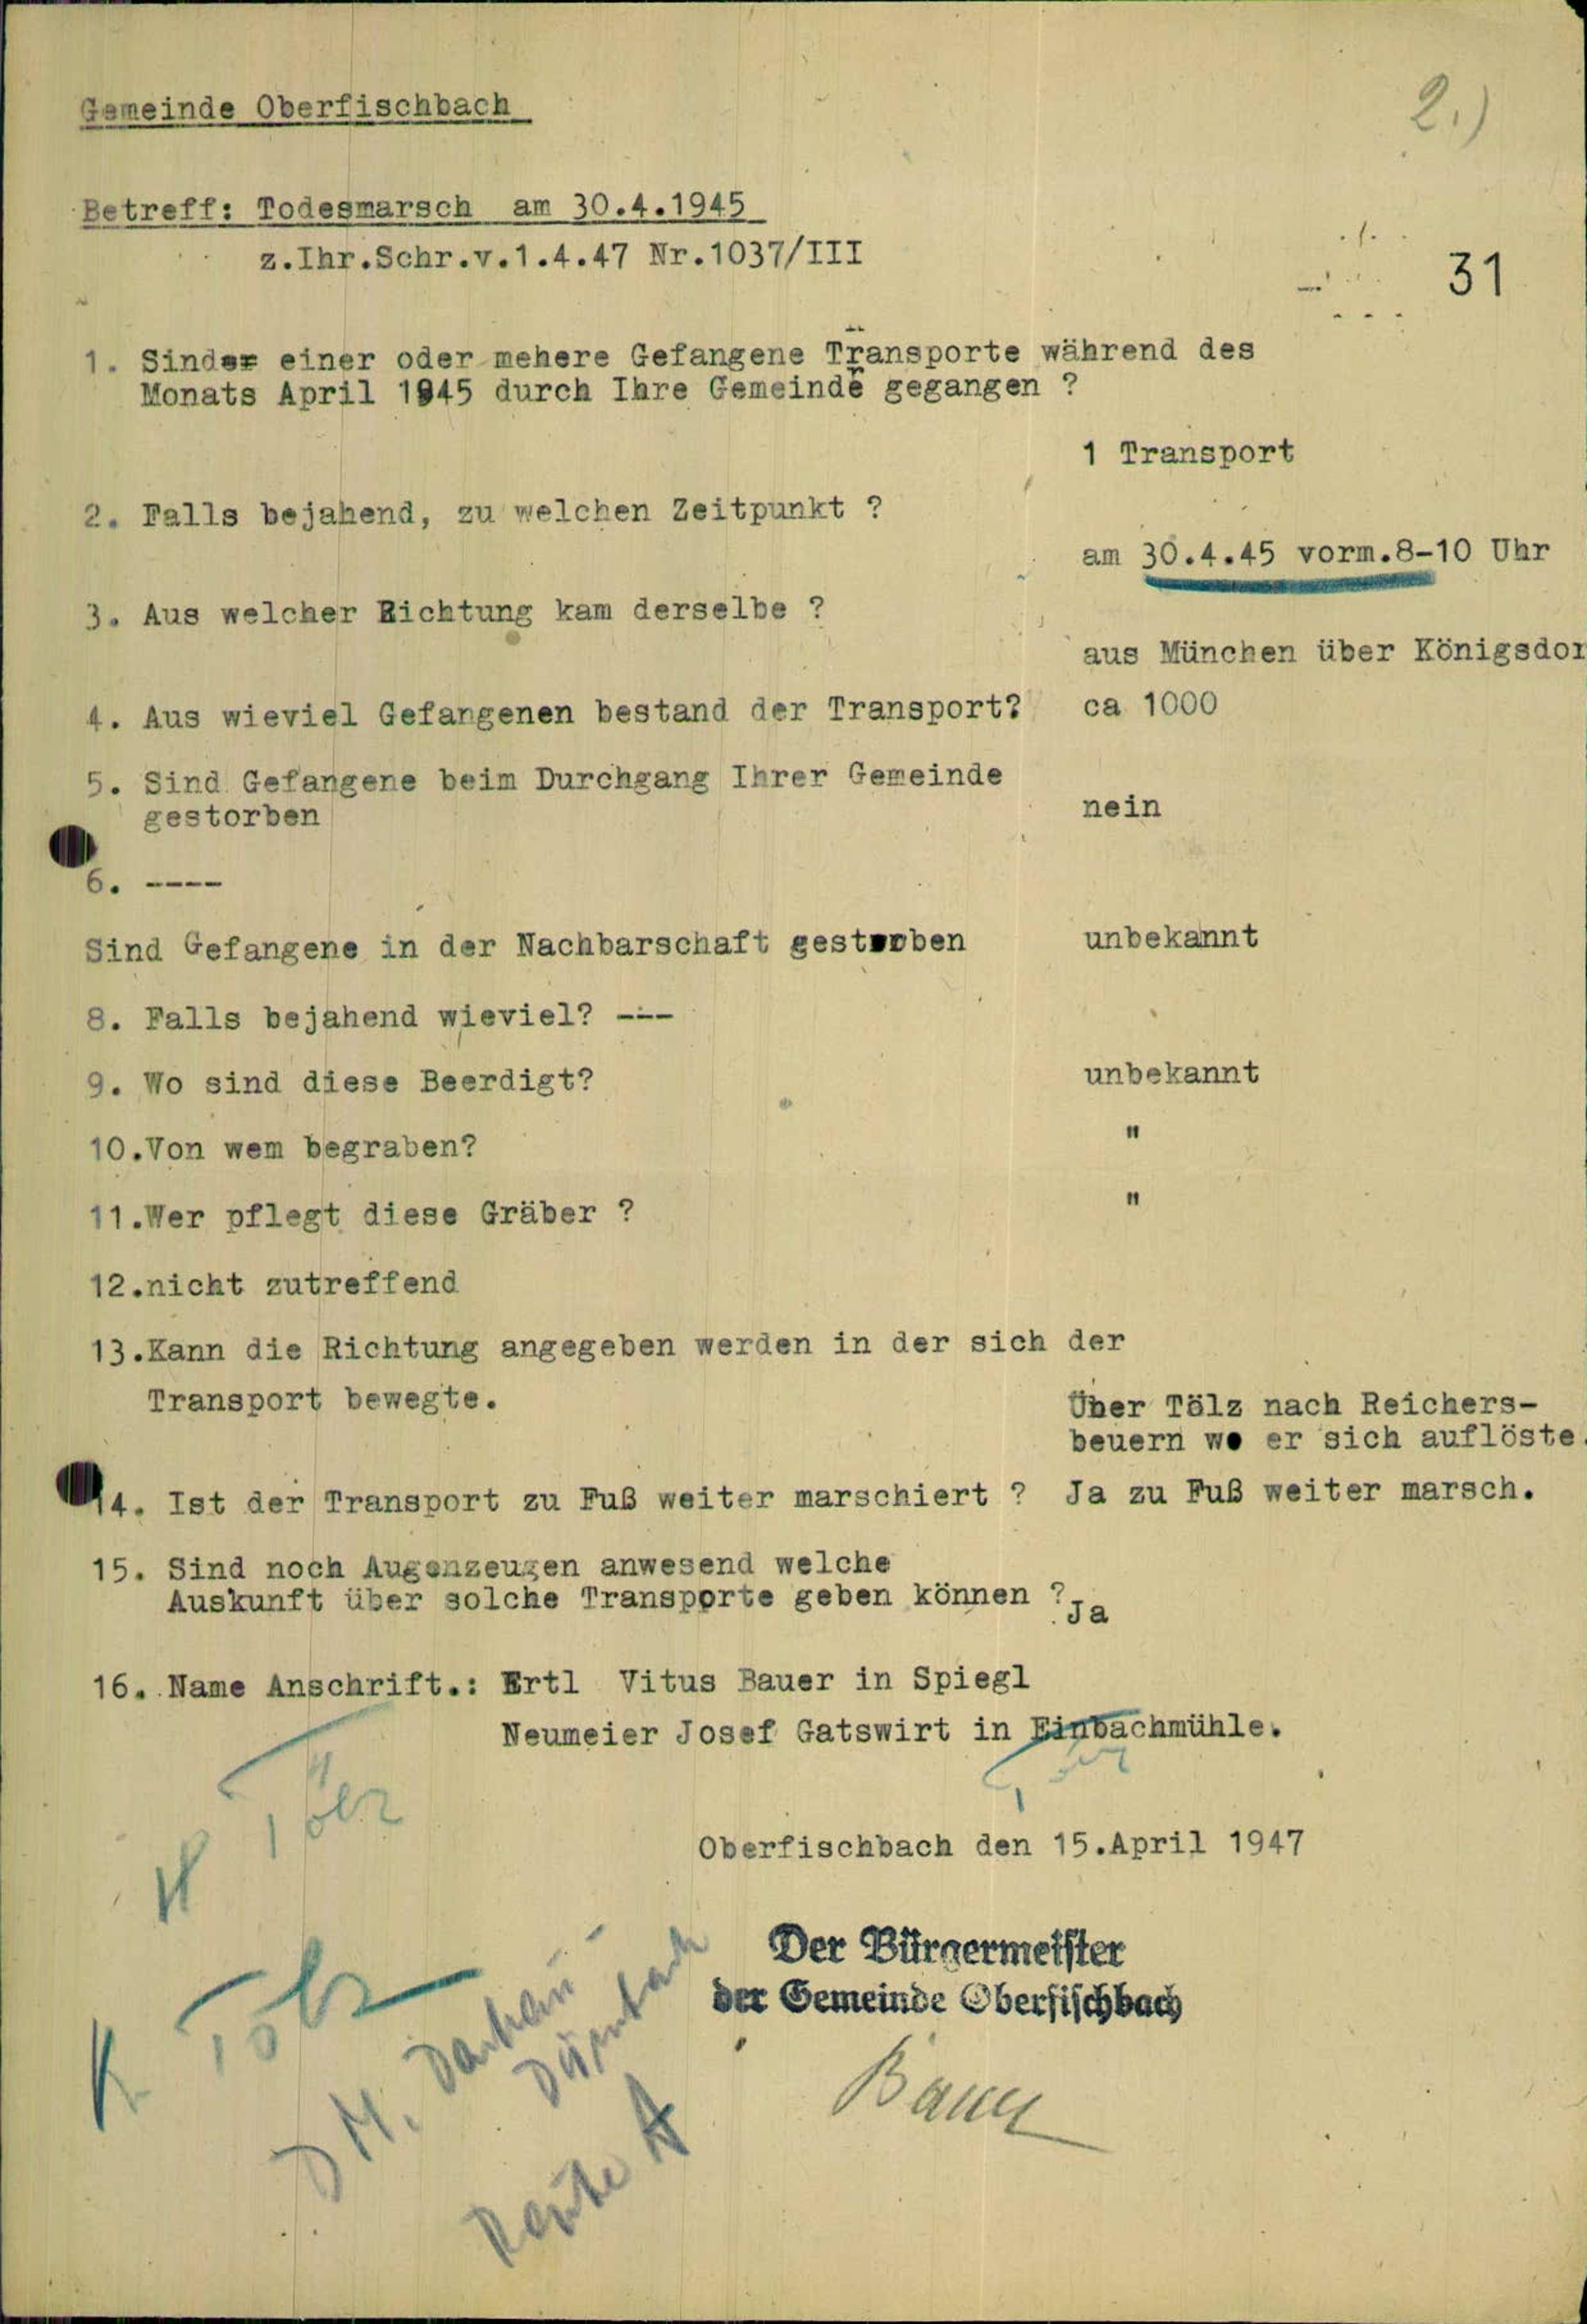 2.)
Gemeinde Oberfischbach
Betreff: Todesmarsch am 30.4.1945
z.Ihr.Schr.v.1.4.47 Nr.1037/III
31
1. Sind einer oder mehere Gefangene Transporte während des
Monats April 1945 durch Ihre Gemeinde gegangen ?
1 Transport
2. Falls bejahend, zu welchen Zeitpunkt ?
am 30.4.45 vorm.8-10 Uhr
3. Aus welcher Richtung kam derselbe ?
aus München über Königsdor
4. Aus wieviel Gefangenen bestand der Transport? ca 1000
5. Sind Gefangene beim Durchgang Ihrer Gemeinde
gestorben nein
6. ----
Sind Gefangene in der Nachbarschaft gestorben unbekannt
8. Falls bejahend wieviel? ---
9. Wo sind diese Beerdigt? unbekannt
10.Von wem begraben? "
11.Wer pflegt diese Gräber ? "
12.nicht zutreffend
13.Kann die Richtung angegeben werden in der sich der
Transport bewegte.
Über Tölz nach Reichers-
beuern wo er sich auflöste.
14. Ist der Transport zu Fuß weiter marschiert ? Ja zu Fuß weiter marsch.
15. Sind noch Augenzeugen anwesend welche
Auskunft über solche Transporte geben können ? Ja
16. Name Anschrift.: Ertl Vitus Bauer in Spiegl
Neumeier Josef Gatswirt in Einbachmühle.
Tölz
Oberfischbach den 15.April 1947
Der Bürgermeister
der Gemeinde Oberfischbach
K Tölz
D M. Dachau
Route A
Bauer